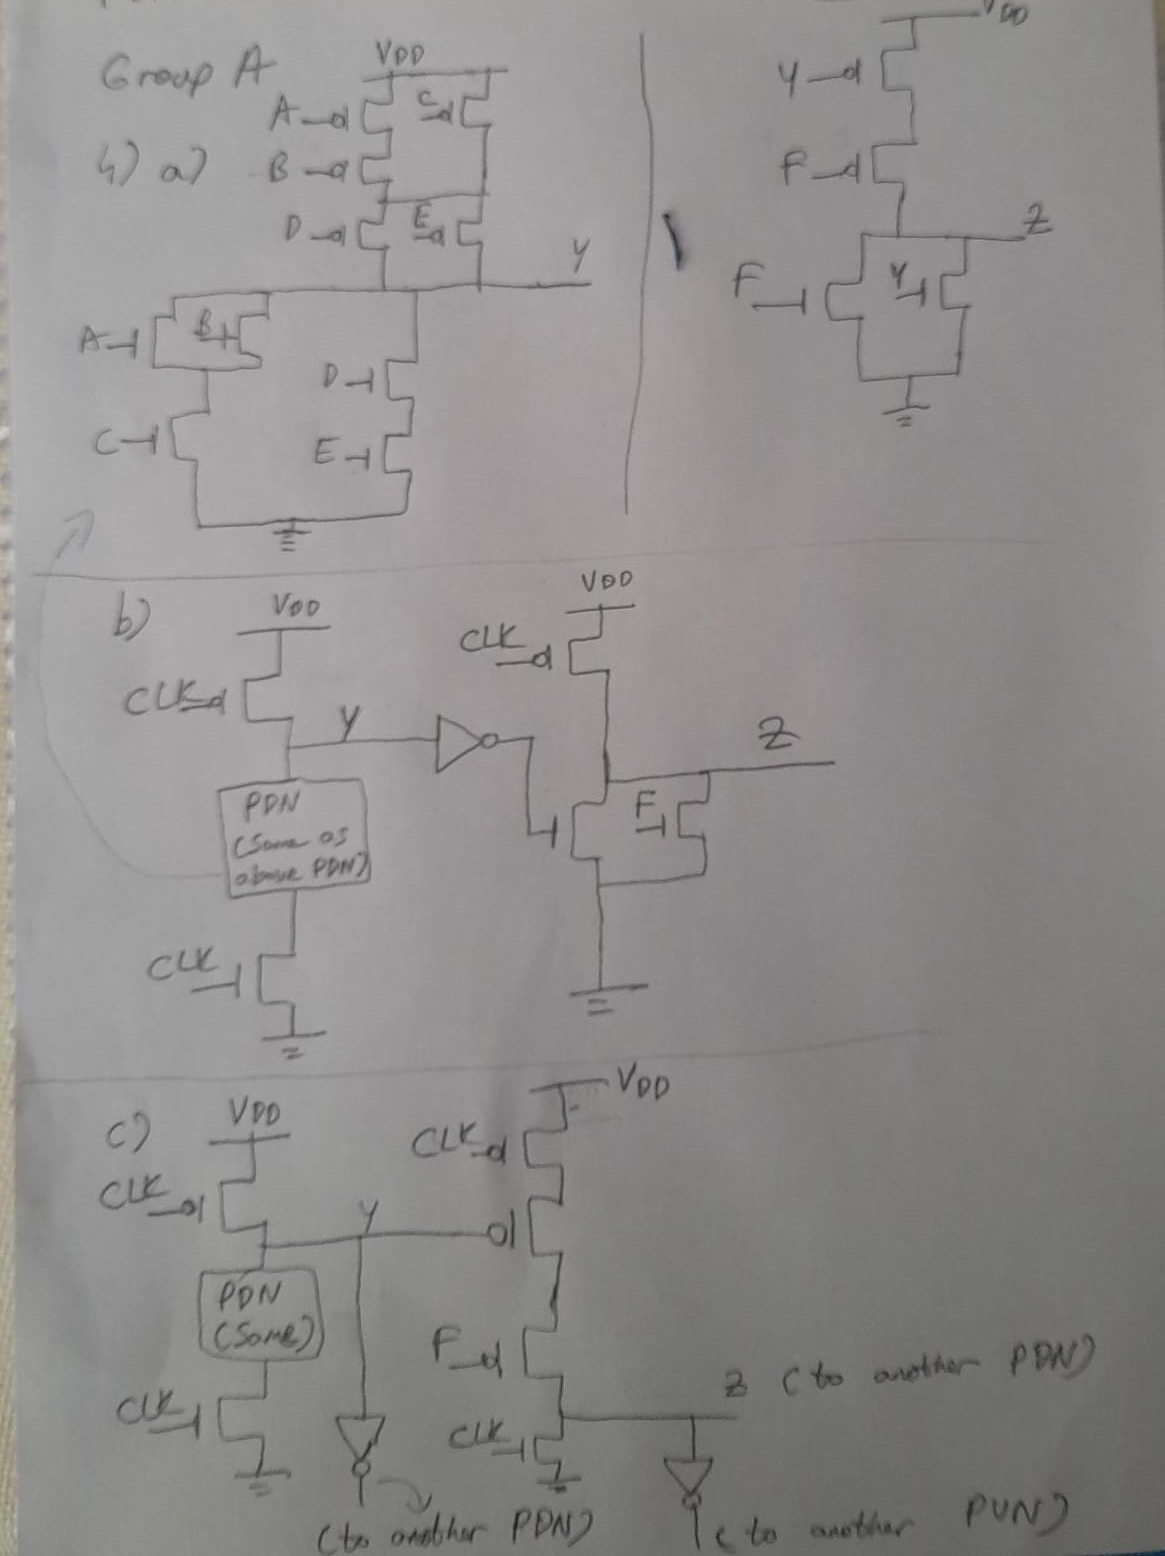 Group A
4) a)
VDD
A
C
B
D
E
Y
A
B
D
C
E
VDD
Y
F
Z
F
Y
b)
VDD
CLK
Y
PDN
(Same as
above PDN)
CLK
VDD
CLK
Z
F
c)
VDD
CLK
Y
PDN
(Same)
CLK
(to another PDN)
VDD
CLK
F
CLK
Z (to another PDN)
(to another PUN)